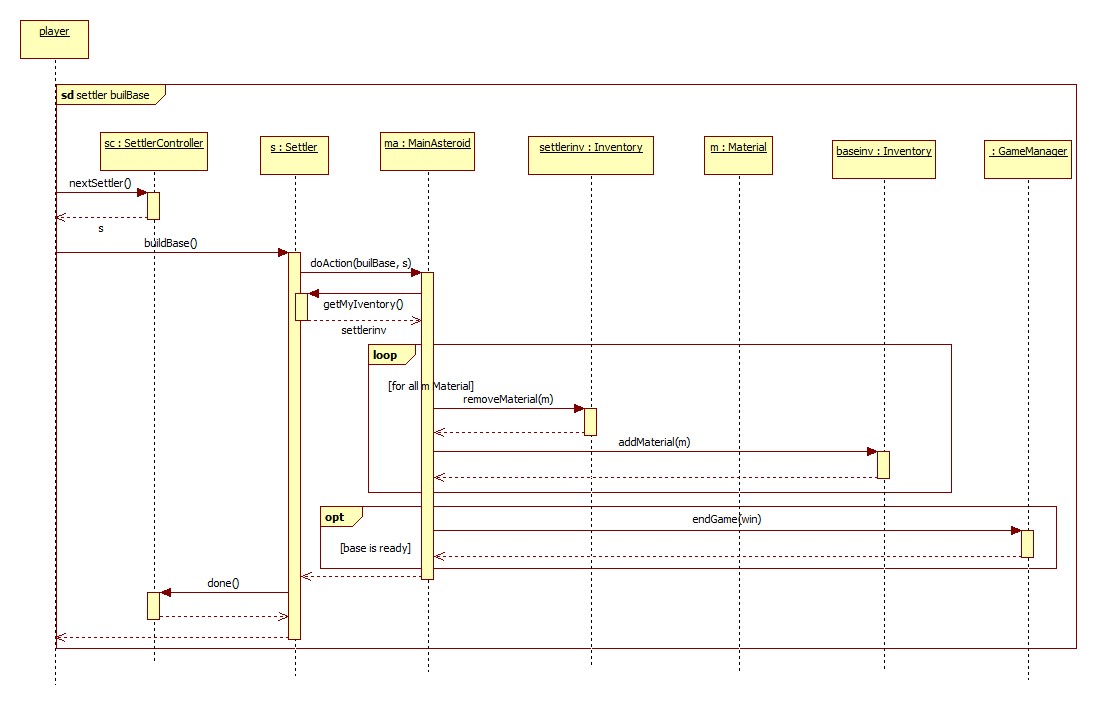 player
sd settler builBase
sc : SettlerController
s : Settler
ma : MainAsteroid
settlerinv : Inventory
m : Material
baseinv : Inventory
: GameManager
nextSettler()
s
buildBase()
doAction(builBase, s)
getMyIventory()
settlerinv
loop
[for all m Material]
removeMaterial(m)
addMaterial(m)
opt
endGame(win)
[base is ready]
done()